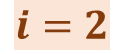 i = 2